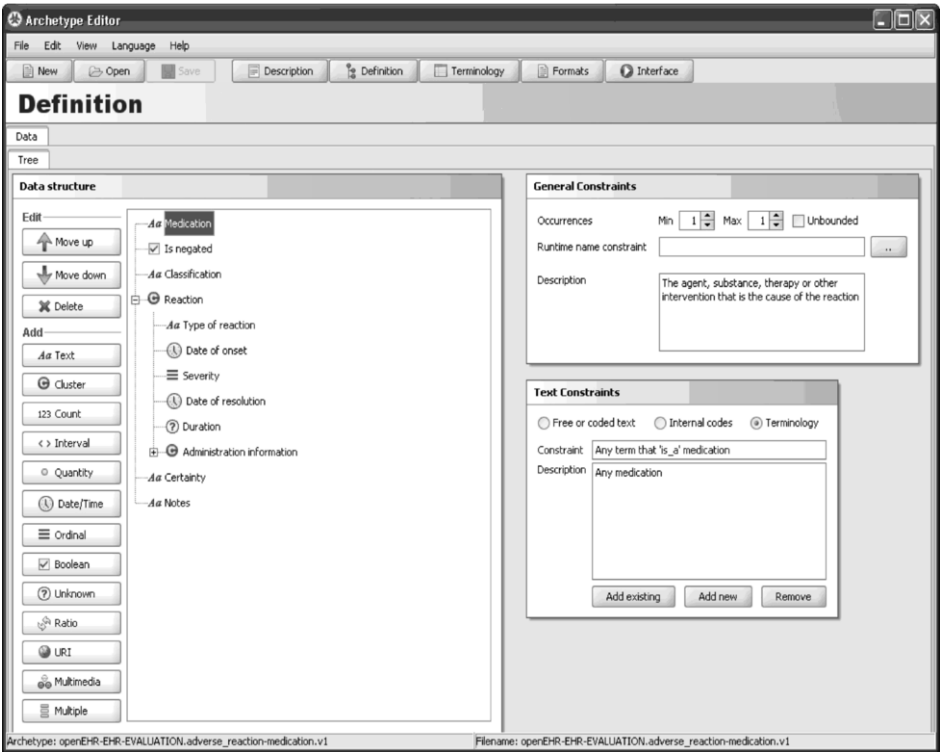 Archetype Editor
File Edit View Language Help
New Open Save Description Definition Terminology Formats Interface
Definition
Data
Tree
Data structure
Edit
Move up
Move down
Delete
Add
Aa Text
Cluster
123 Count
<> Interval
Quantity
Date/Time
Ordinal
Boolean
? Unknown
Ratio
URI
Multimedia
Multiple
Aa Medication
Is negated
Aa Classification
Reaction
Aa Type of reaction
Date of onset
Severity
Date of resolution
? Duration
Administration information
Aa Certainty
Aa Notes
General Constraints
Occurrences Min 1 Max 1 Unbounded
Runtime name constraint ..
Description
The agent, substance, therapy or other
intervention that is the cause of the reaction
Text Constraints
Free or coded text Internal codes Terminology
Constraint Any term that 'is_a' medication
Description Any medication
Add existing Add new Remove
Archetype: openEHR-EHR-EVALUATION.adverse_reaction-medication.v1 Filename: openEHR-EHR-EVALUATION.adverse_reaction-medication.v1